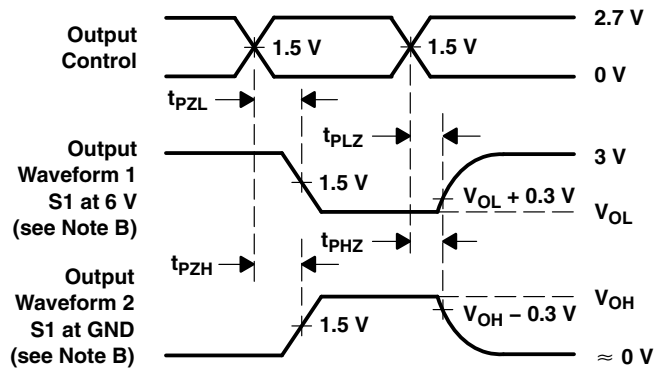 2.7 V
Output
Control
1.5 V
1.5 V
0 V
tPZL
tPLZ
Output
Waveform 1
S1 at 6 V
(see Note B)
3 V
1.5 V
VOL + 0.3 V
VOL
tPZH
tPHZ
Output
Waveform 2
S1 at GND
(see Note B)
VOH
VOH − 0.3 V
1.5 V
≈ 0 V